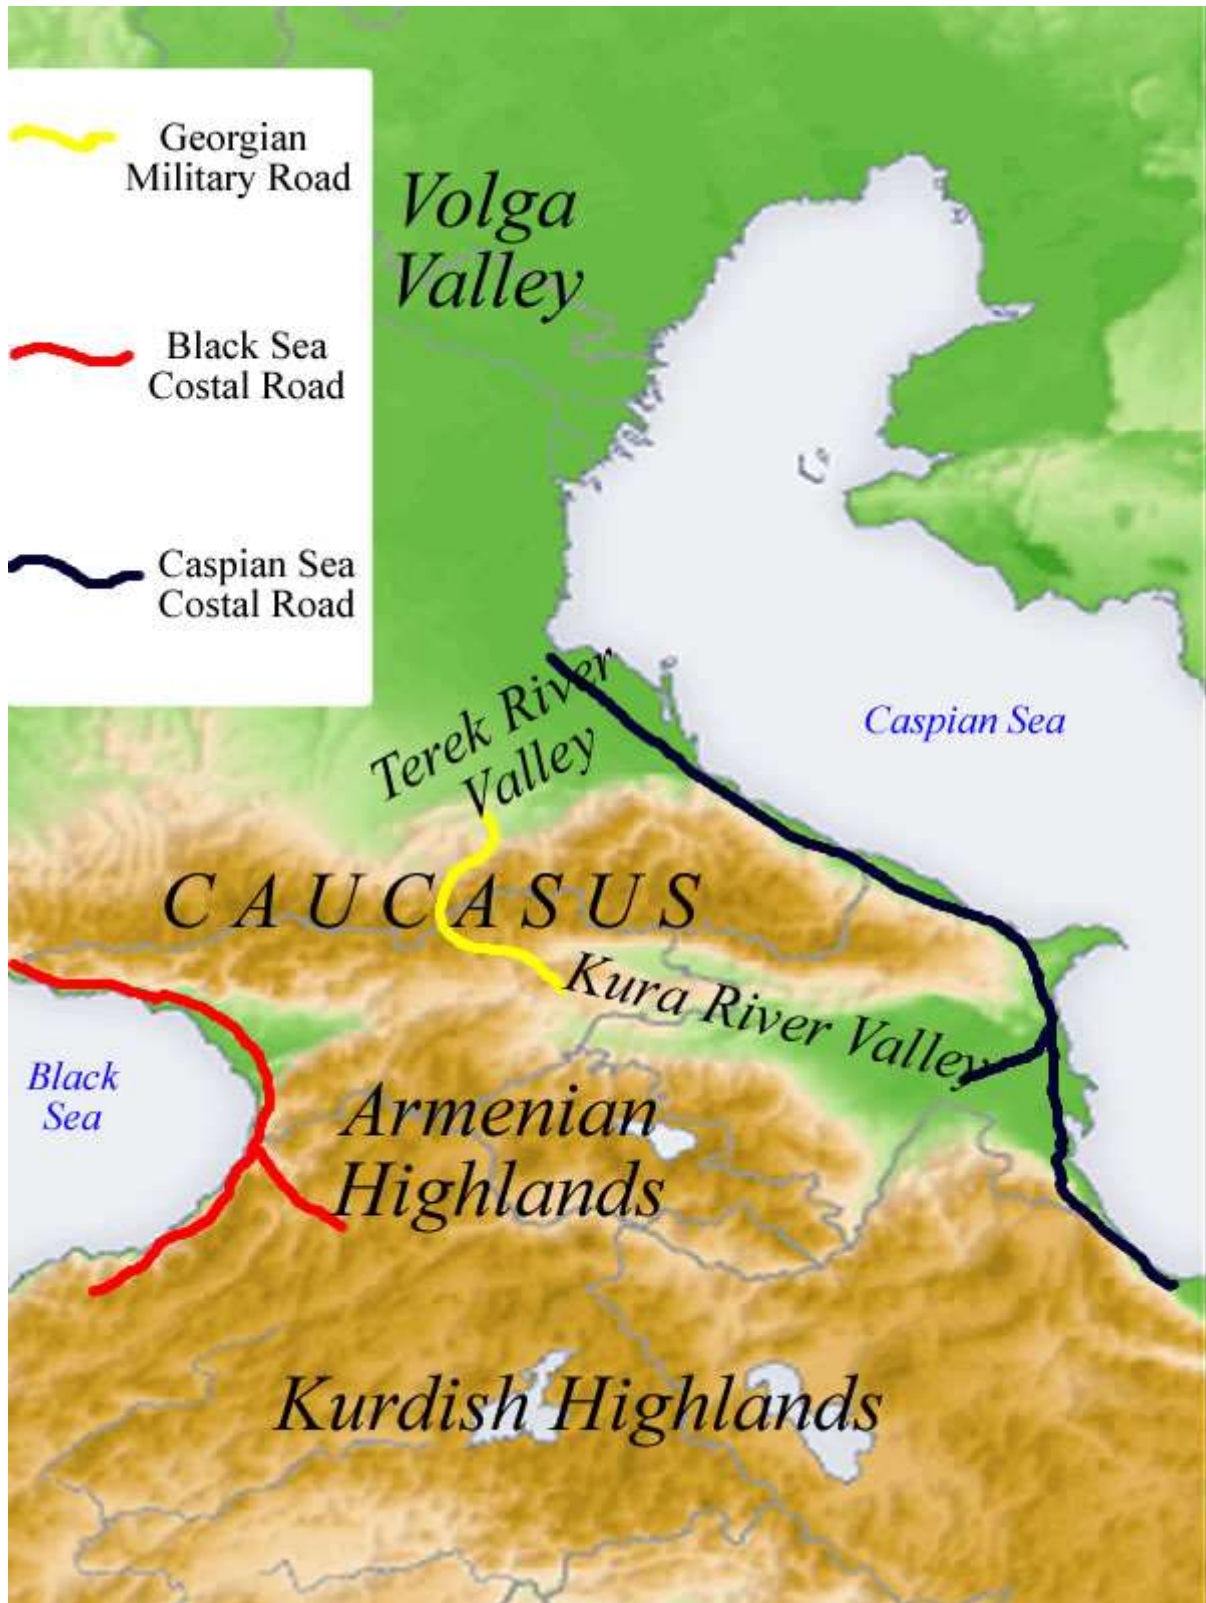 Georgian
Military Road
Black Sea
Costal Road
Caspian Sea
Costal Road
Volga
Valley
Terek River
Valley
Caspian Sea
CAUCASUS
Kura River Valley
Black
Sea
Armenian
Highlands
Kurdish Highlands